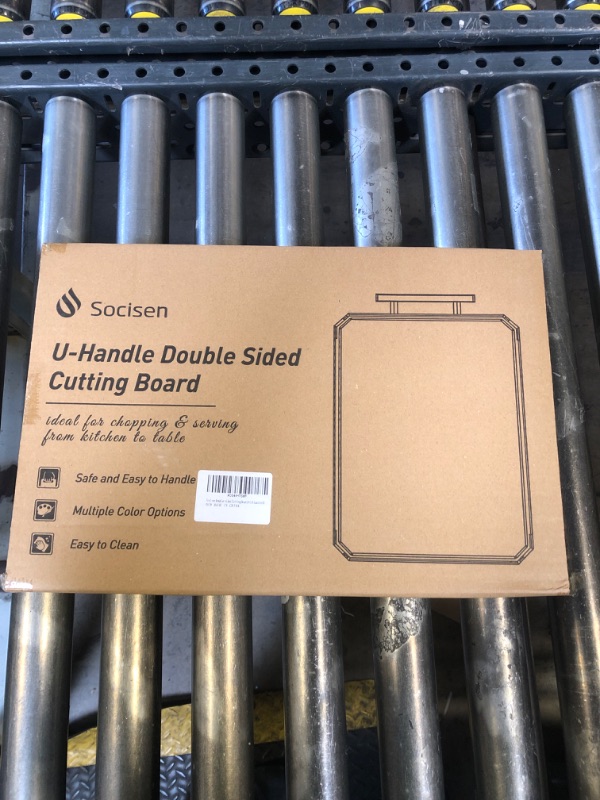 Socisen
U-Handle Double Sided
Cutting Board
ideal for chopping & serving
from kitchen to table
Safe and Easy to Handle
Multiple Color Options
Easy to Clean